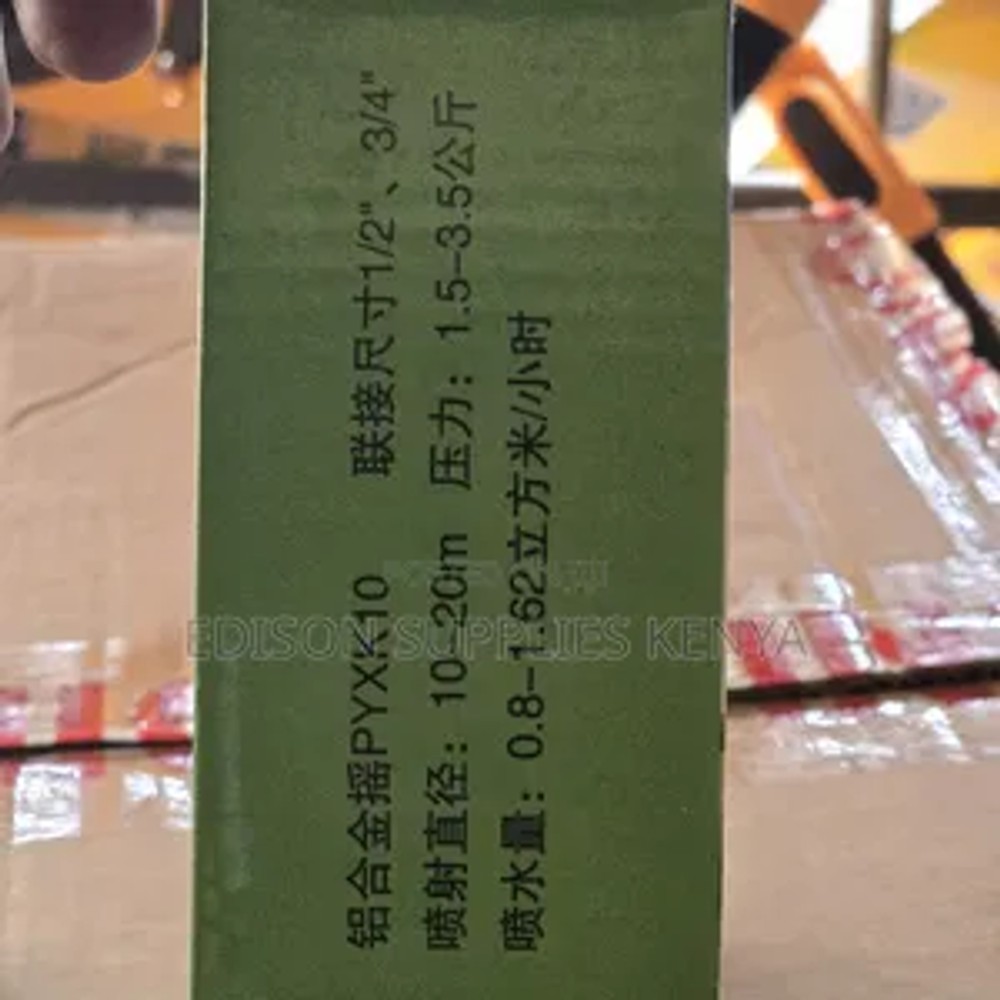 铝合金摇PYXK10 联接尺寸1/2"、3/4"
喷射直径：10-20m 压力：1.5-3.5公斤
喷水量：0.8-1.62立方米/小时
EDISON SUPPLIES KENYA